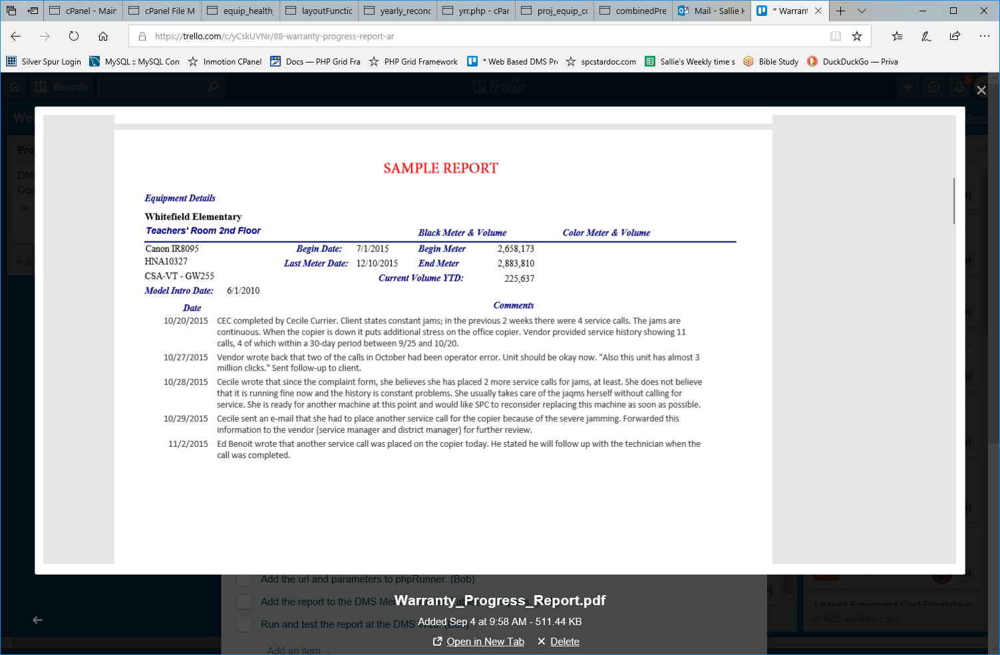 cPanel - Main
cPanel File M
equip_health_
layoutFunctic
yearly_recond
yrr.php - cPan
proj_equip_cc
combinedPre
Mail - Sallie H
* Warrant
https://trello.com/c/yCskUVNr/88-warranty-progress-report-ar
Silver Spur Login
MySQL :: MySQL Con
Inmotion CPanel
Docs — PHP Grid Fra
PHP Grid Framework
* Web Based DMS Pro
spcstardoc.com
Sallie's Weekly time s
Bible Study
DuckDuckGo — Priva
Boards
Trello
5
Menu
SAMPLE REPORT
Equipment Details
Whitefield Elementary
Teachers' Room 2nd Floor Black Meter & Volume Color Meter & Volume
Canon IR8095 Begin Date: 7/1/2015 Begin Meter 2,658,173
HNA10327 Last Meter Date: 12/10/2015 End Meter 2,883,810
CSA-VT - GW255 Current Volume YTD: 225,637
Model Intro Date: 6/1/2010
Date Comments
10/20/2015 CEC completed by Cecile Currier. Client states constant jams; in the previous 2 weeks there were 4 service calls. The jams are
continuous. When the copier is down it puts additional stress on the office copier. Vendor provided service history showing 11
calls, 4 of which within a 30-day period between 9/25 and 10/20.
10/27/2015 Vendor wrote back that two of the calls in October had been operator error. Unit should be okay now. "Also this unit has almost 3
million clicks." Sent follow-up to client.
10/28/2015 Cecile wrote that since the complaint form, she believes she has placed 2 more service calls for jams, at least. She does not believe
that it is running fine now and the history is constant problems. She usually takes care of the jaqms herself without calling for
service. She is ready for another machine at this point and would like SPC to reconsider replacing this machine as soon as possible.
10/29/2015 Cecile sent an e-mail that she had to place another service call for the copier because of the severe jamming. Forwarded this
information to the vendor (service manager and district manager) for further review.
11/2/2015 Ed Benoit wrote that another service call was placed on the copier today. He stated he will follow up with the technician when the
call was completed.
Add the url and parameters to phpRunner. (Bob)
Add the report to the DMS
Warranty_Progress_Report.pdf
Run and test the report at the DMS Web. (Bob)
Added Sep 4 at 9:58 AM - 511.44 KB
Open in New Tab
Delete
Add an item...
Leased Equipment Cost Breakdown
+ Add another card